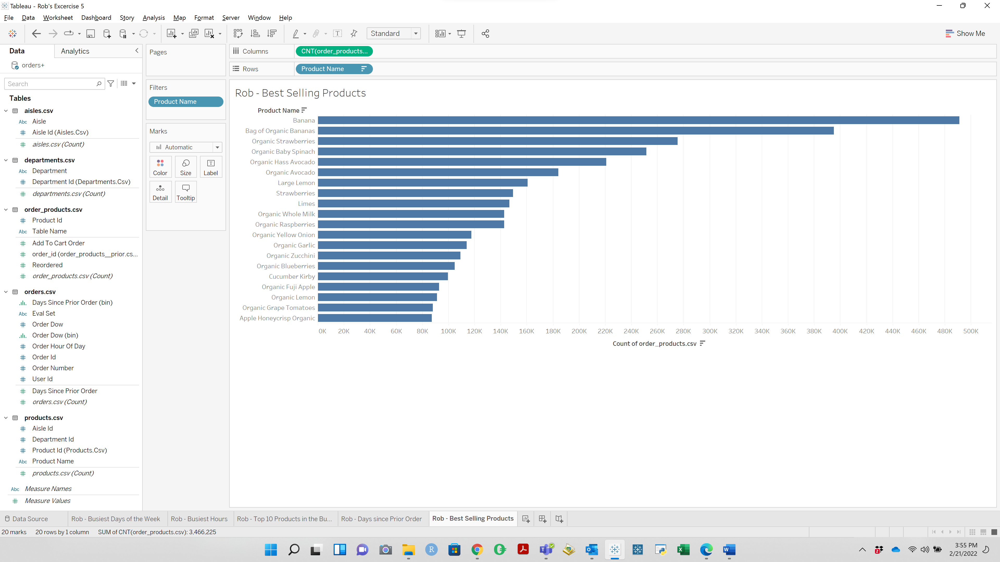 Tableau - Rob's Excercise 5
File Data Worksheet Dashboard Story Analysis Map Format Server Window Help
Standard
Show Me
Data Analytics
orders+
Search
Tables
aisles.csv
Abc Aisle
# Aisle Id (Aisles.Csv)
# aisles.csv (Count)
departments.csv
Abc Department
# Department Id (Departments.Csv)
# departments.csv (Count)
order_products.csv
# Product Id
Abc Table Name
# Add To Cart Order
# order_id (order_products__prior.cs...
# Reordered
# order_products.csv (Count)
orders.csv
Days Since Prior Order (bin)
Abc Eval Set
# Order Dow
Order Dow (bin)
# Order Hour Of Day
# Order Id
# Order Number
# User Id
# Days Since Prior Order
# orders.csv (Count)
products.csv
# Aisle Id
# Department Id
# Product Id (Products.Csv)
Abc Product Name
# products.csv (Count)
Abc Measure Names
# Measure Values
Pages
Filters
Product Name
Marks
Automatic
Color Size Label
Detail Tooltip
Columns CNT(order_products...
Rows Product Name
Rob - Best Selling Products
Product Name
Banana
Bag of Organic Bananas
Organic Strawberries
Organic Baby Spinach
Organic Hass Avocado
Organic Avocado
Large Lemon
Strawberries
Limes
Organic Whole Milk
Organic Raspberries
Organic Yellow Onion
Organic Garlic
Organic Zucchini
Organic Blueberries
Cucumber Kirby
Organic Fuji Apple
Organic Lemon
Organic Grape Tomatoes
Apple Honeycrisp Organic
0K 20K 40K 60K 80K 100K 120K 140K 160K 180K 200K 220K 240K 260K 280K 300K 320K 340K 360K 380K 400K 420K 440K 460K 480K 500K
Count of order_products.csv
Data Source Rob - Busiest Days of the Week Rob - Busiest Hours Rob - Top 10 Products in the Bu... Rob - Days since Prior Order Rob - Best Selling Products
20 marks 20 rows by 1 column SUM of CNT(order_products.csv): 3,466,225
3:55 PM
2/21/2022